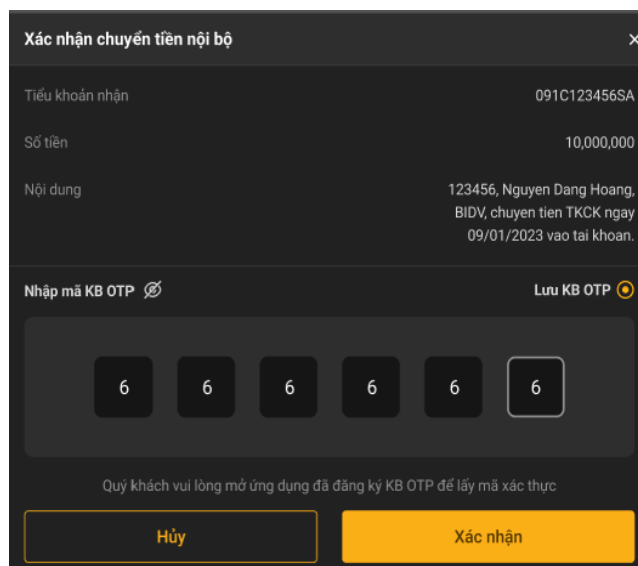 Xác nhận chuyển tiền nội bộ ×
Tiểu khoản nhận 091C123456SA
Số tiền 10,000,000
Nội dung 123456, Nguyen Dang Hoang,
BIDV, chuyen tien TKCK ngay
09/01/2023 vao tai khoan.
Nhập mã KB OTP Lưu KB OTP
6 6 6 6 6 6
Quý khách vui lòng mở ứng dụng đã đăng ký KB OTP để lấy mã xác thực
Hủy Xác nhận